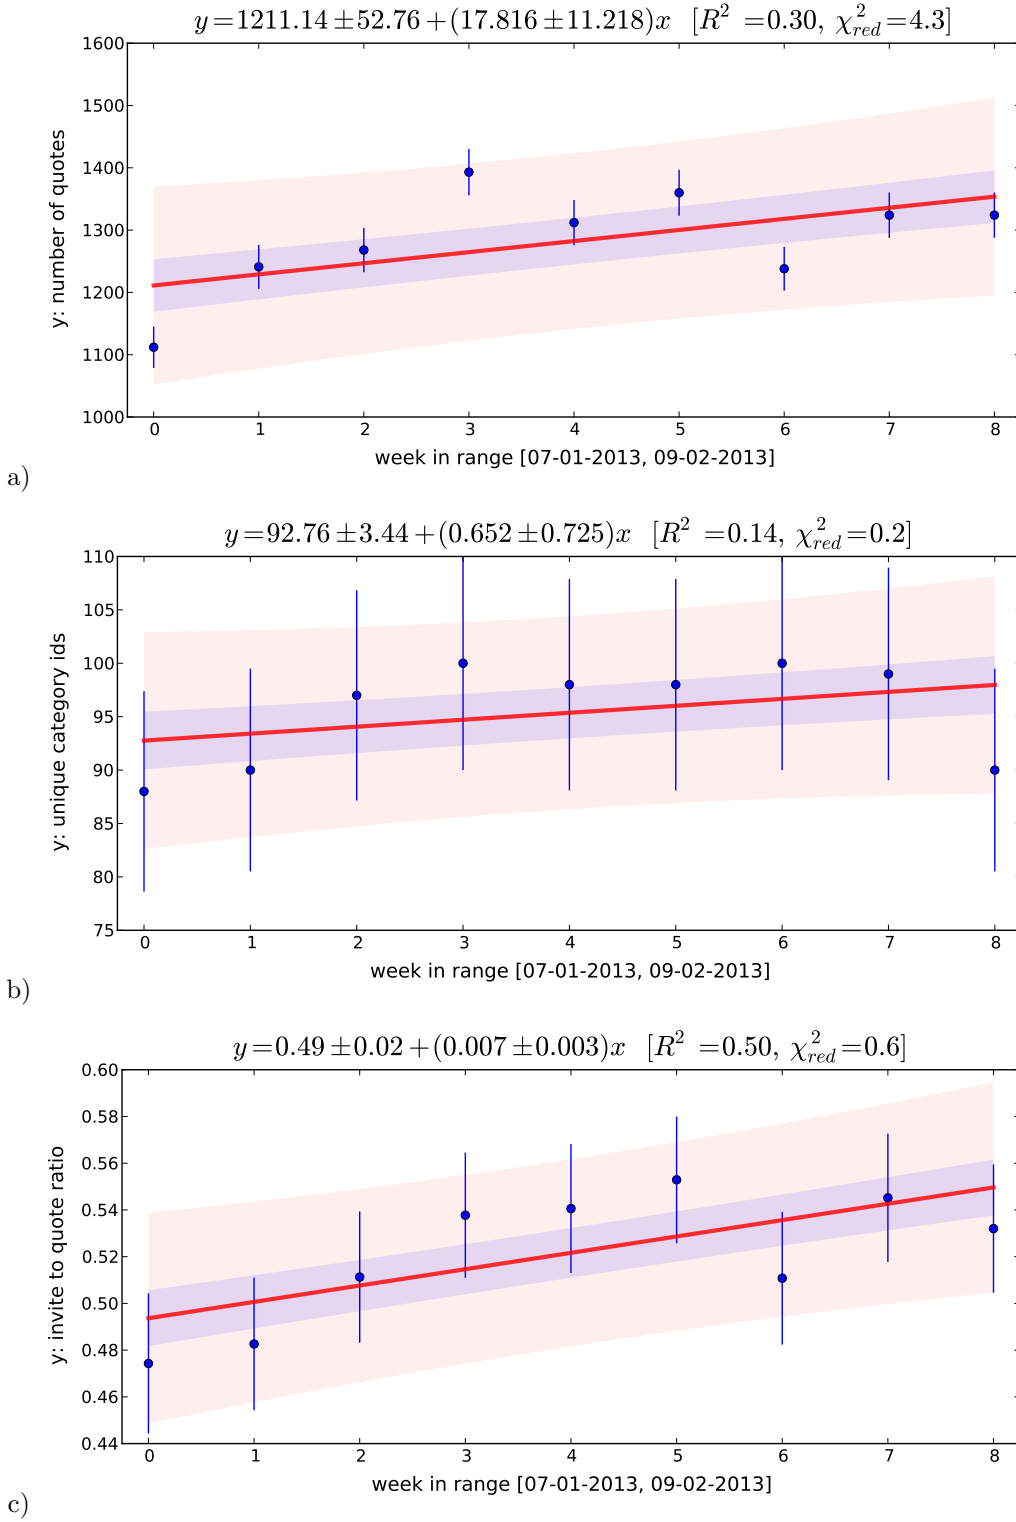 y=1211.14±52.76+(17.816±11.218)x [R²=0.30, χ²red=4.3]
1600
1500
1400
1300
1200
1100
1000
y: number of quotes
0 1 2 3 4 5 6 7 8
week in range [07-01-2013, 09-02-2013]
a)
y=92.76±3.44+(0.652±0.725)x [R²=0.14, χ²red=0.2]
110
105
100
95
90
85
80
75
y: unique category ids
0 1 2 3 4 5 6 7 8
week in range [07-01-2013, 09-02-2013]
b)
y=0.49±0.02+(0.007±0.003)x [R²=0.50, χ²red=0.6]
0.60
0.58
0.56
0.54
0.52
0.50
0.48
0.46
0.44
y: invite to quote ratio
0 1 2 3 4 5 6 7 8
week in range [07-01-2013, 09-02-2013]
c)